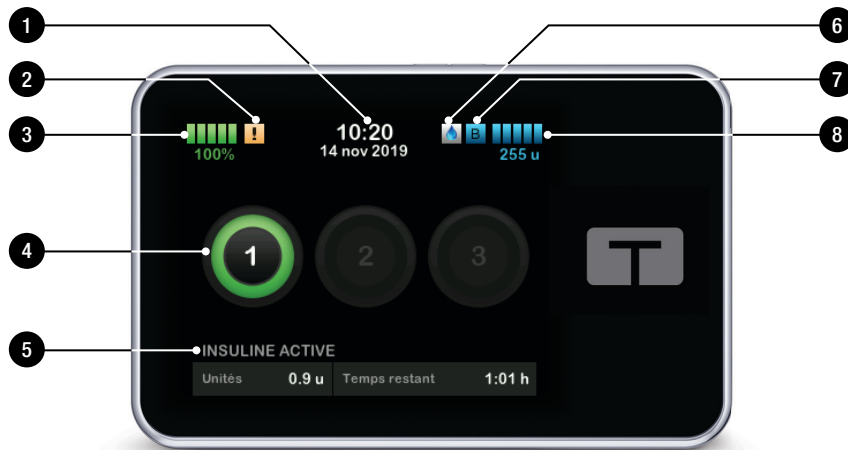 1
6
2
7
3
8
!
10:20
B
100%
14 nov 2019
255 u
4
1
2
3
T
5
INSULINE ACTIVE
Unités 0.9 u Temps restant 1:01 h